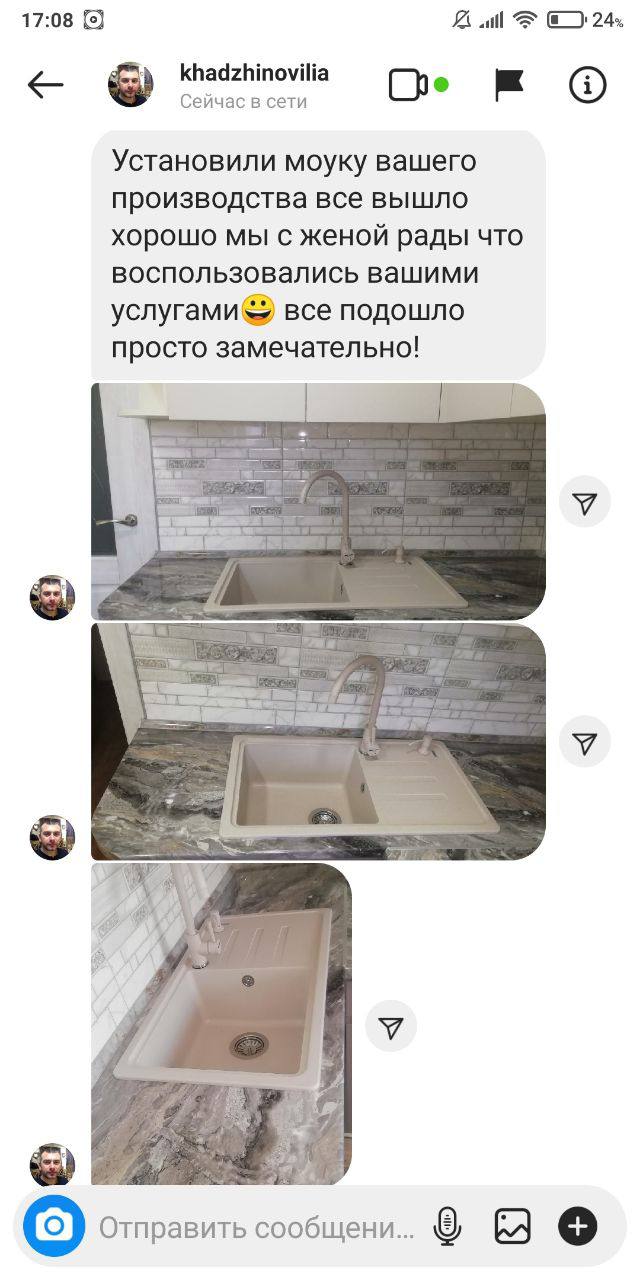 17:08
24%
khadzhinovilia
Сейчас в сети
Установили моуку вашего
производства все вышло
хорошо мы с женой рады что
воспользовались вашими
услугами😀 все подошло
просто замечательно!
Отправить сообщени...